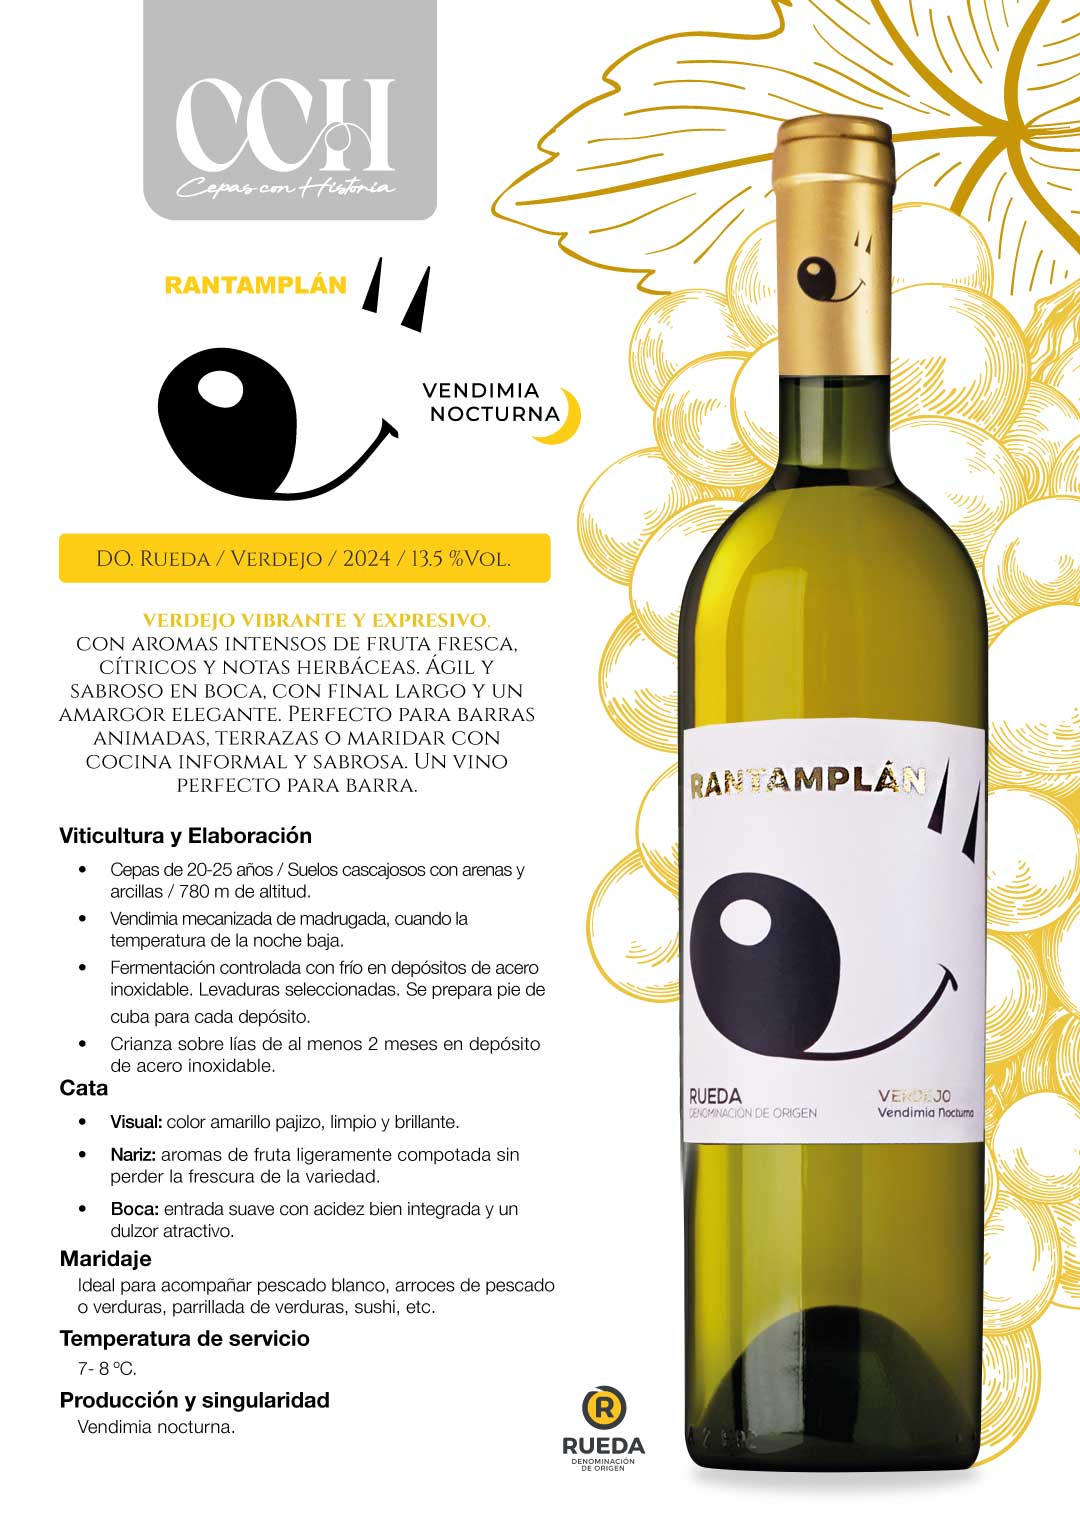 CCH
Cepas con Historia
RANTAMPLÁN
VENDIMIA
NOCTURNA
DO. Rueda / Verdejo / 2024 / 13.5 %Vol.
VERDEJO VIBRANTE Y EXPRESIVO.
CON AROMAS INTENSOS DE FRUTA FRESCA,
CÍTRICOS Y NOTAS HERBÁCEAS. ÁGIL Y
SABROSO EN BOCA, CON FINAL LARGO Y UN
AMARGOR ELEGANTE. PERFECTO PARA BARRAS
ANIMADAS, TERRAZAS O MARIDAR CON
COCINA INFORMAL Y SABROSA. UN VINO
PERFECTO PARA BARRA.
Viticultura y Elaboración
• Cepas de 20-25 años / Suelos cascajosos con arenas y
arcillas / 780 m de altitud.
• Vendimia mecanizada de madrugada, cuando la
temperatura de la noche baja.
• Fermentación controlada con frío en depósitos de acero
inoxidable. Levaduras seleccionadas. Se prepara pie de
cuba para cada depósito.
• Crianza sobre lías de al menos 2 meses en depósito
de acero inoxidable.
Cata
• Visual: color amarillo pajizo, limpio y brillante.
• Nariz: aromas de fruta ligeramente compotada sin
perder la frescura de la variedad.
• Boca: entrada suave con acidez bien integrada y un
dulzor atractivo.
Maridaje
Ideal para acompañar pescado blanco, arroces de pescado
o verduras, parrillada de verduras, sushi, etc.
Temperatura de servicio
7- 8 ºC.
Producción y singularidad
Vendimia nocturna.
R
RUEDA
DENOMINACIÓN
DE ORIGEN
RANTAMPLÁN
RUEDA
DENOMINACIÓN DE ORIGEN
VERDEJO
Vendimia Nocturna